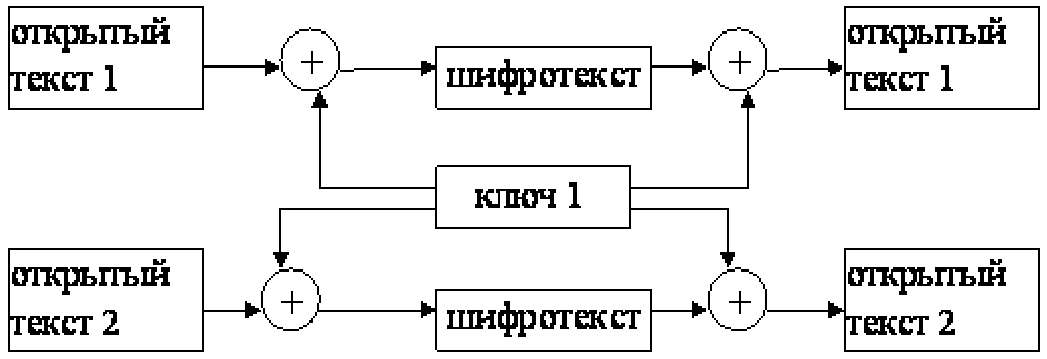 открытый
текст 1
+
шифротекст
+
открытый
текст 1
ключ 1
открытый
текст 2
+
шифротекст
+
открытый
текст 2